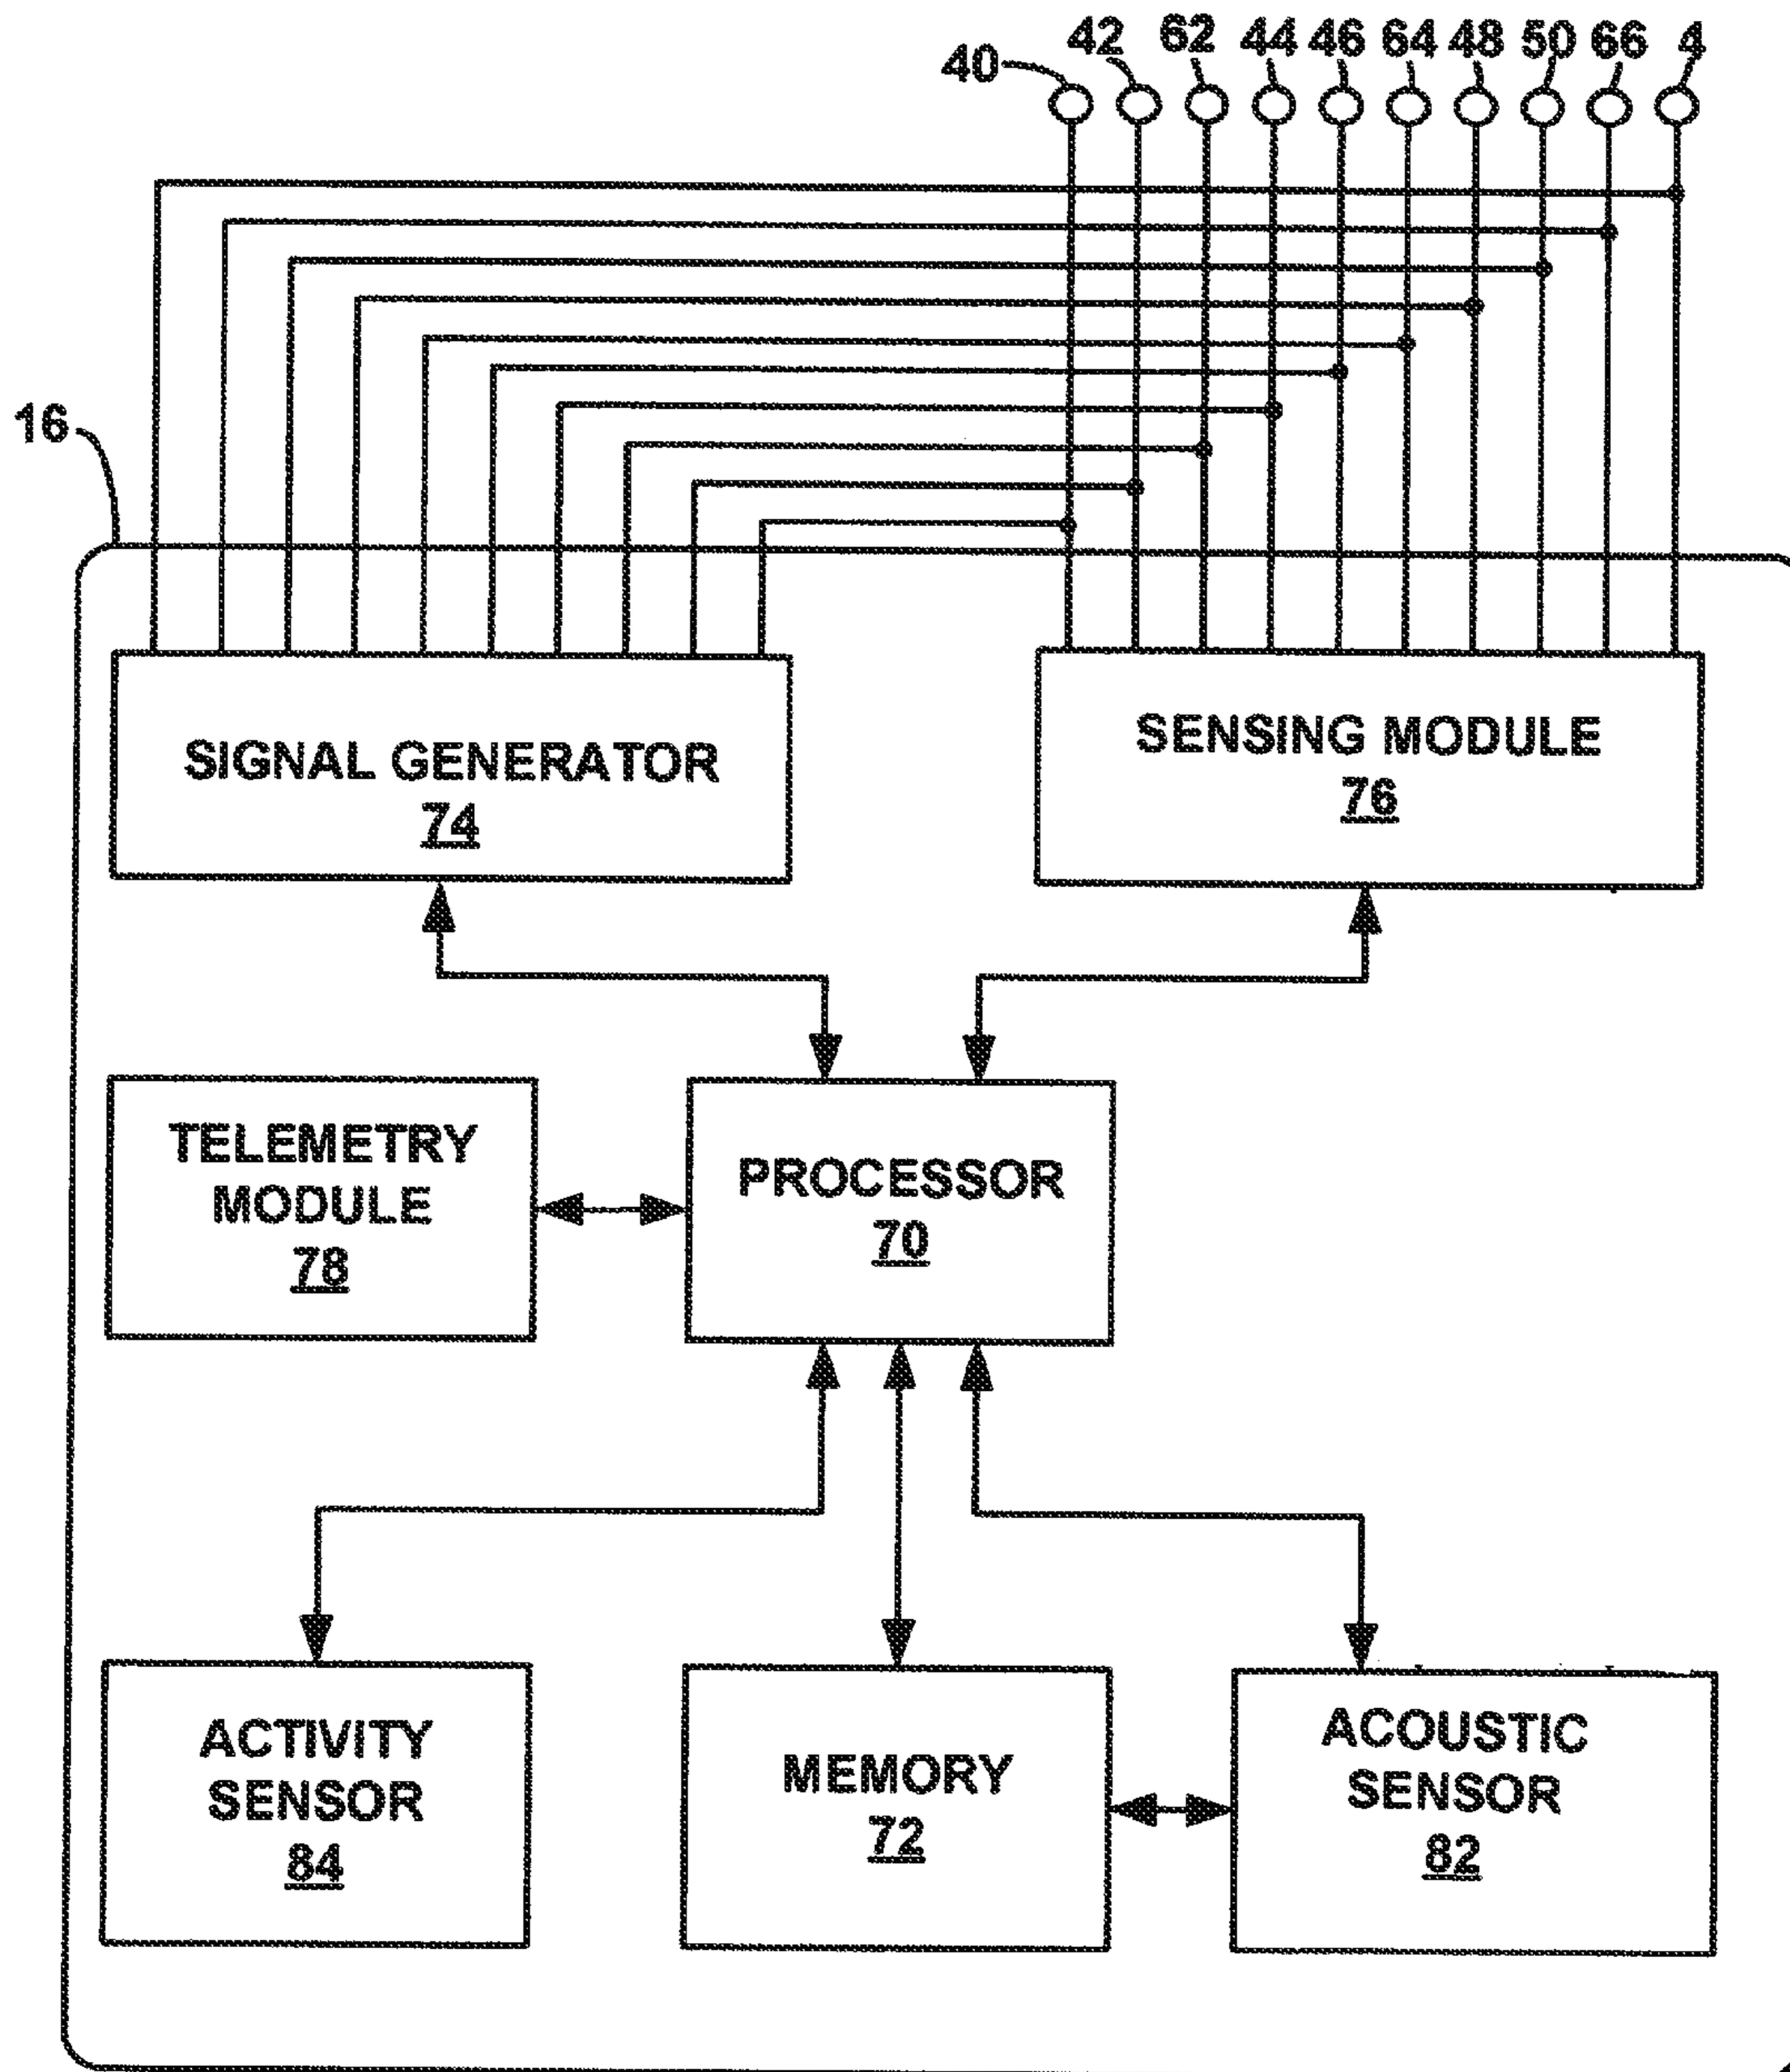 40 42 62 44 46 64 48 50 66 4
16
SIGNAL GENERATOR
74
SENSING MODULE
76
TELEMETRY
MODULE
78
PROCESSOR
70
ACTIVITY
SENSOR
84
MEMORY
72
ACOUSTIC
SENSOR
82